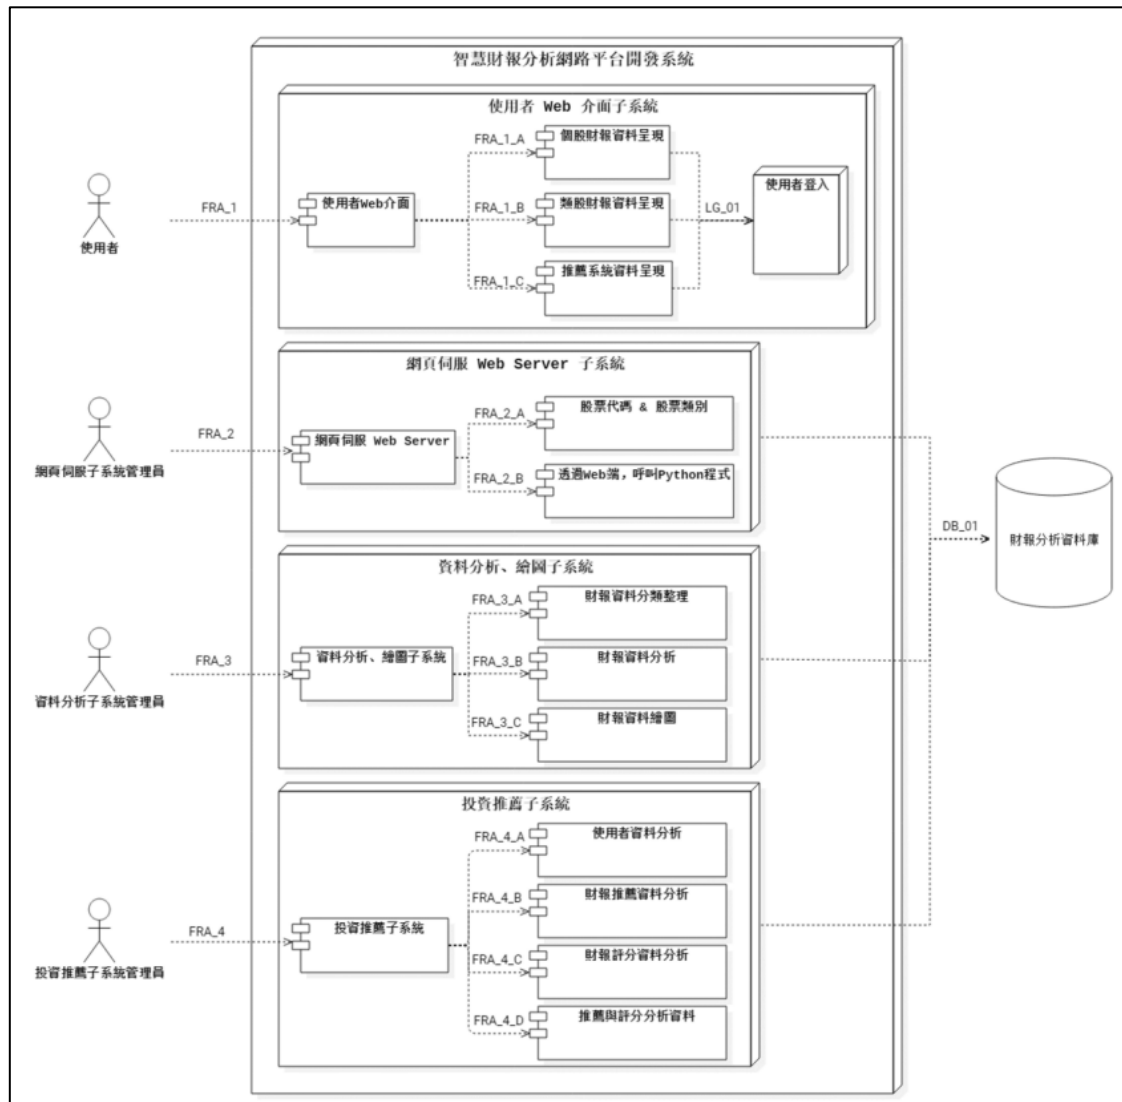 智慧財報分析網路平台開發系統
使用者 Web 介面子系統
FRA_1_A
個股財報資料呈現
使用者登入
FRA_1
使用者Web介面
FRA_1_B
類股財報資料呈現
LG_01
使用者
FRA_1_C
推薦系統資料呈現
網頁伺服 Web Server 子系統
FRA_2_A
股票代碼 & 股票類別
FRA_2
網頁伺服 Web Server
網頁伺服子系統管理員
FRA_2_B
透過Web端，呼叫Python程式
DB_01
財報分析資料庫
資料分析、繪圖子系統
FRA_3_A
財報資料分類整理
FRA_3
資料分析、繪圖子系統
FRA_3_B
財報資料分析
資料分析子系統管理員
FRA_3_C
財報資料繪圖
投資推薦子系統
FRA_4_A
使用者資料分析
FRA_4_B
財報推薦資料分析
FRA_4
投資推薦子系統
FRA_4_C
財報評分資料分析
投資推薦子系統管理員
FRA_4_D
推薦與評分分析資料